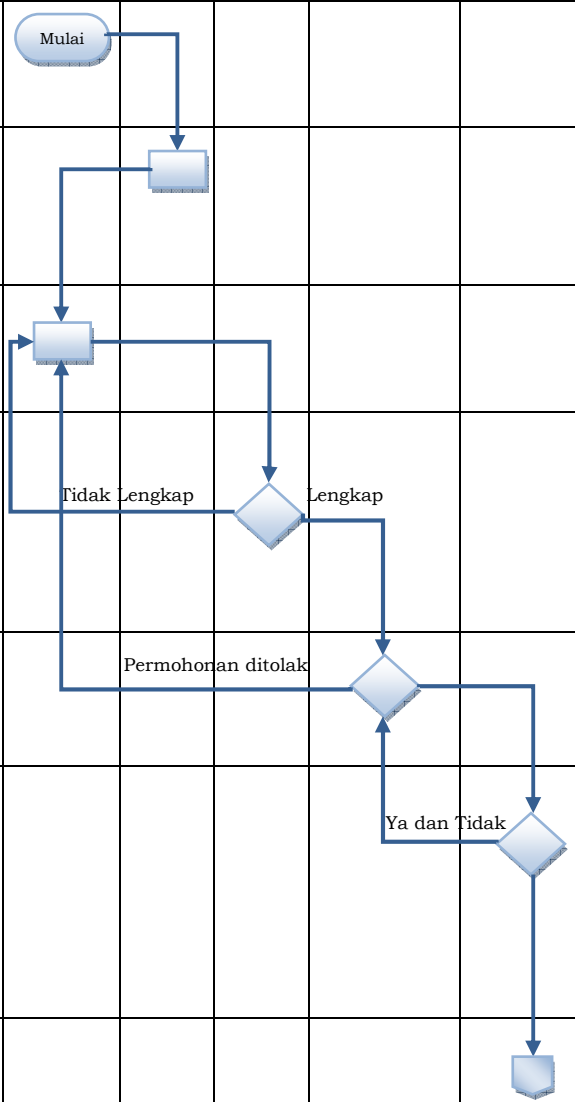 Mulai
Tidak Lengkap
Lengkap
Permohonan ditolak
Ya dan Tidak